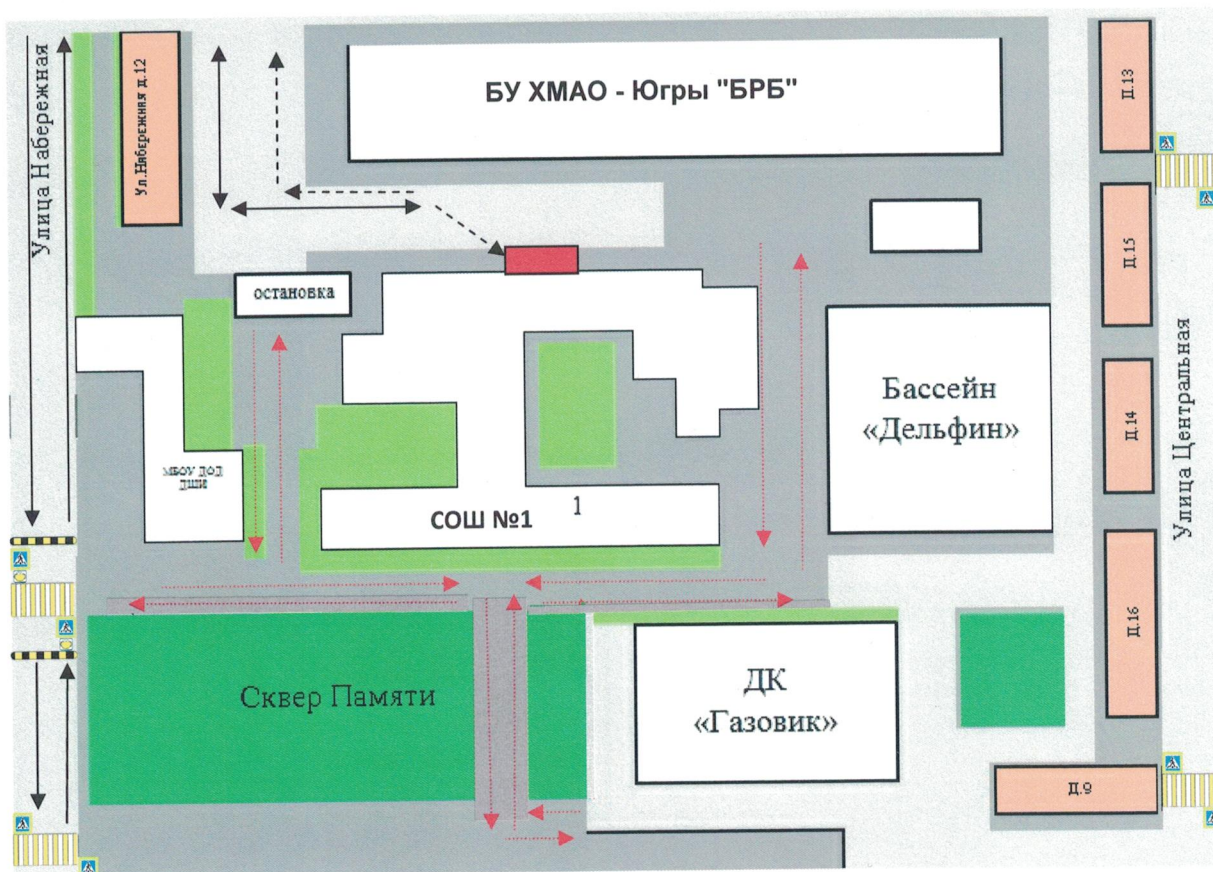 Улица Набережная
Ул.Набережная д.12
БУ ХМАО - Югры "БРБ"
Д.13
Д.15
остановка
Бассейн
«Дельфин»
Д.14
Улица Центральная
МБОУ ДОД
ДШИ
СОШ №1
1
Д.16
Сквер Памяти
ДК
«Газовик»
Д.9